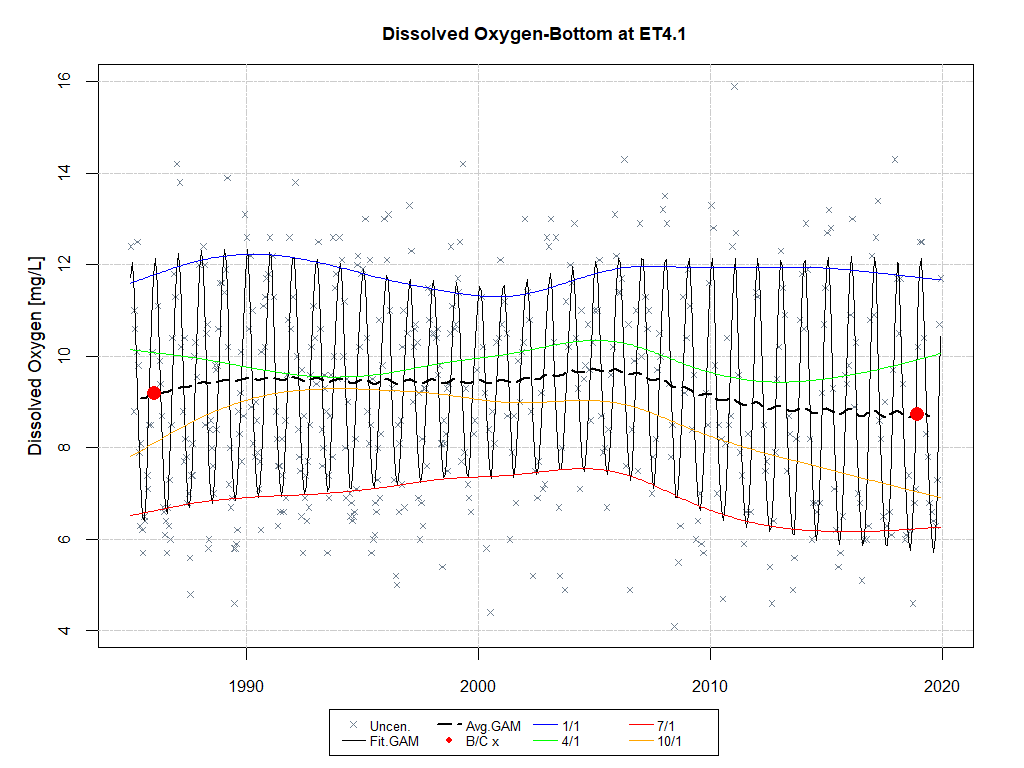 Dissolved Oxygen-Bottom at ET4.1
Dissolved Oxygen [mg/L]
16
14
12
10
8
6
4
1990 2000 2010 2020
Uncen. Avg.GAM 1/1 7/1
Fit.GAM B/C x 4/1 10/1